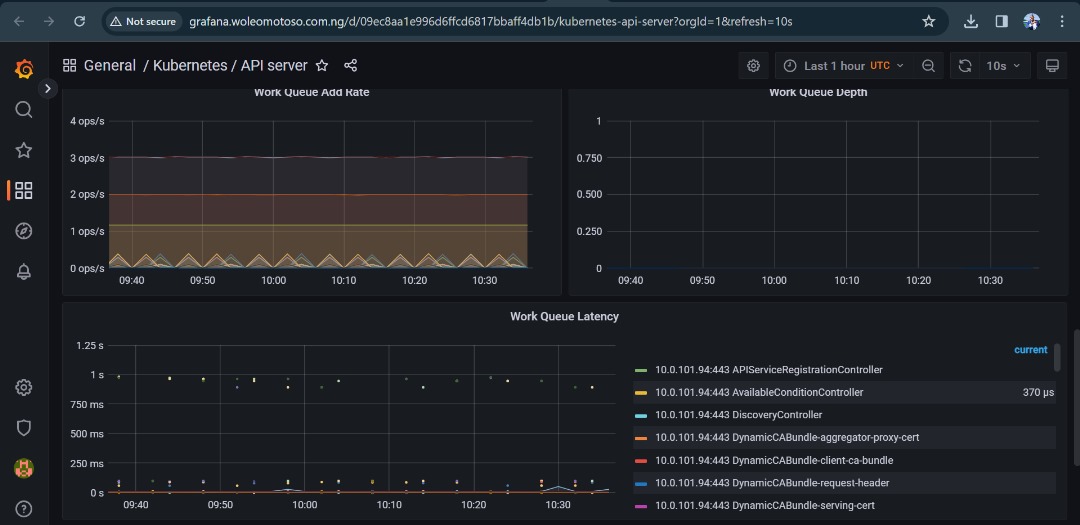 Not secure grafana.woleomotoso.com.ng/d/09ec8aa1e996d6ffcd6817bbaff4db1b/kubernetes-api-server?orgId=1&refresh=10s
General / Kubernetes / API server Last 1 hour UTC 10s
Work Queue Add Rate
4 ops/s
3 ops/s
2 ops/s
1 ops/s
0 ops/s
09:40 09:50 10:00 10:10 10:20 10:30
Work Queue Depth
1
0.750
0.500
0.250
0
09:40 09:50 10:00 10:10 10:20 10:30
Work Queue Latency
1.25 s
1 s
750 ms
500 ms
250 ms
0 s
09:40 09:50 10:00 10:10 10:20 10:30
current
10.0.101.94:443 APIServiceRegistrationController
10.0.101.94:443 AvailableConditionController 370 µs
10.0.101.94:443 DiscoveryController
10.0.101.94:443 DynamicCABundle-aggregator-proxy-cert
10.0.101.94:443 DynamicCABundle-client-ca-bundle
10.0.101.94:443 DynamicCABundle-request-header
10.0.101.94:443 DynamicCABundle-serving-cert